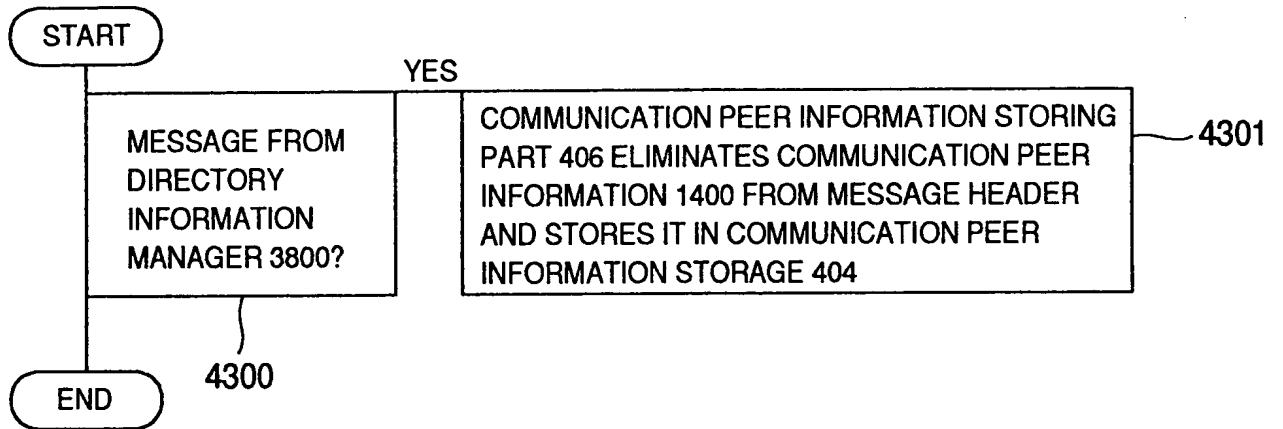 START
YES
MESSAGE FROM
DIRECTORY
INFORMATION
MANAGER 3800?
COMMUNICATION PEER INFORMATION STORING
PART 406 ELIMINATES COMMUNICATION PEER
INFORMATION 1400 FROM MESSAGE HEADER
AND STORES IT IN COMMUNICATION PEER
INFORMATION STORAGE 404
4301
4300
END